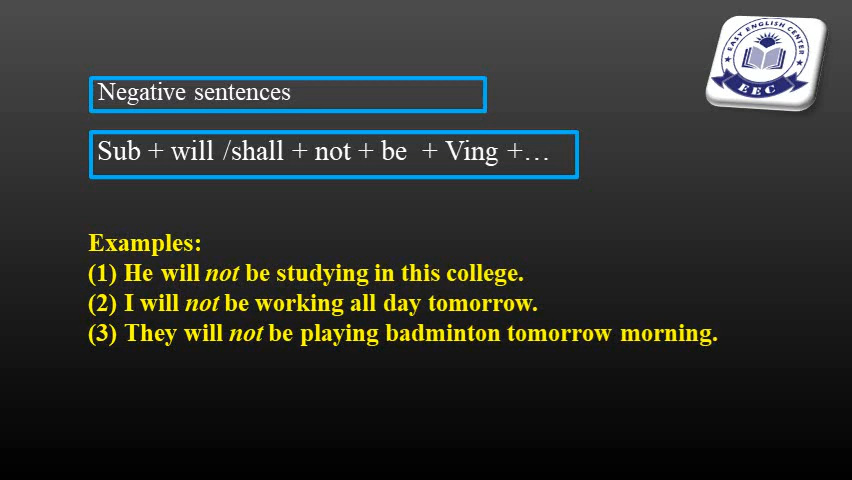 EASY ENGLISH CENTER
EEC
Negative sentences
Sub + will /shall + not + be + Ving +…
Examples:
(1) He will not be studying in this college.
(2) I will not be working all day tomorrow.
(3) They will not be playing badminton tomorrow morning.